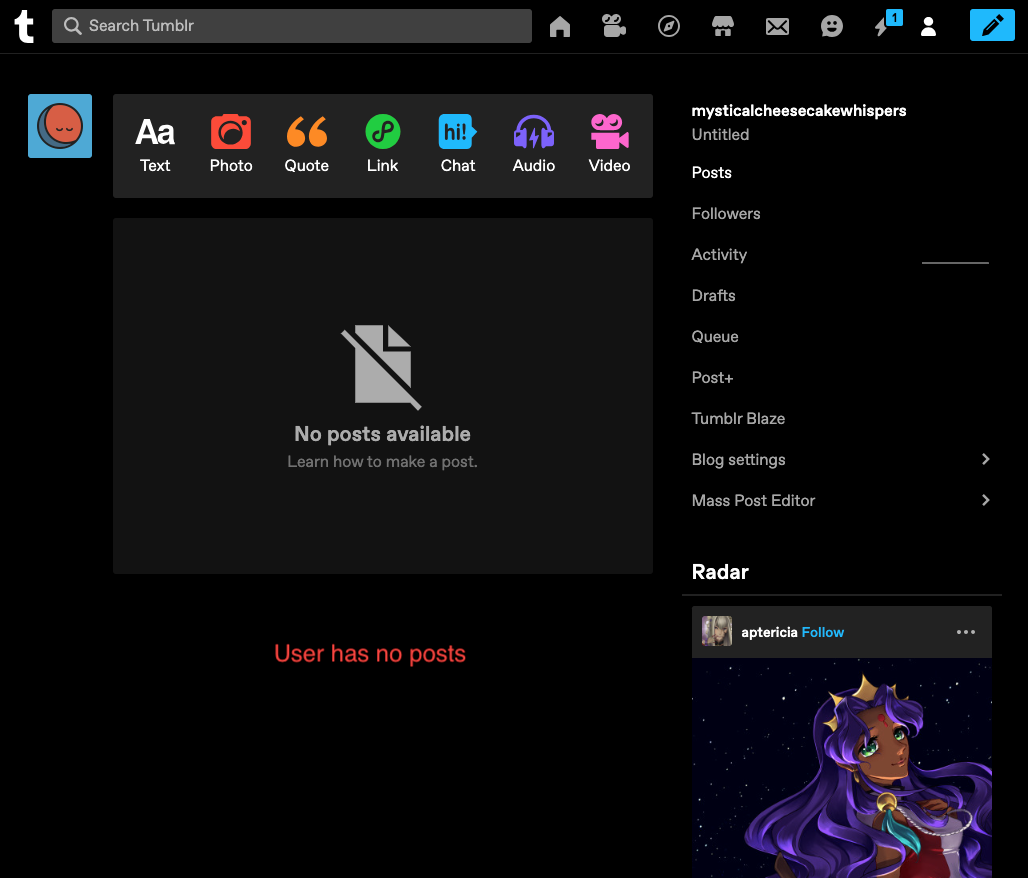 t
Search Tumblr
1
Aa
hi!
Text
Photo
Quote
Link
Chat
Audio
Video
mysticalcheesecakewhispers
Untitled
Posts
Followers
Activity
Drafts
Queue
Post+
Tumblr Blaze
Blog settings
Mass Post Editor
No posts available
Learn how to make a post.
User has no posts
Radar
aptericia Follow